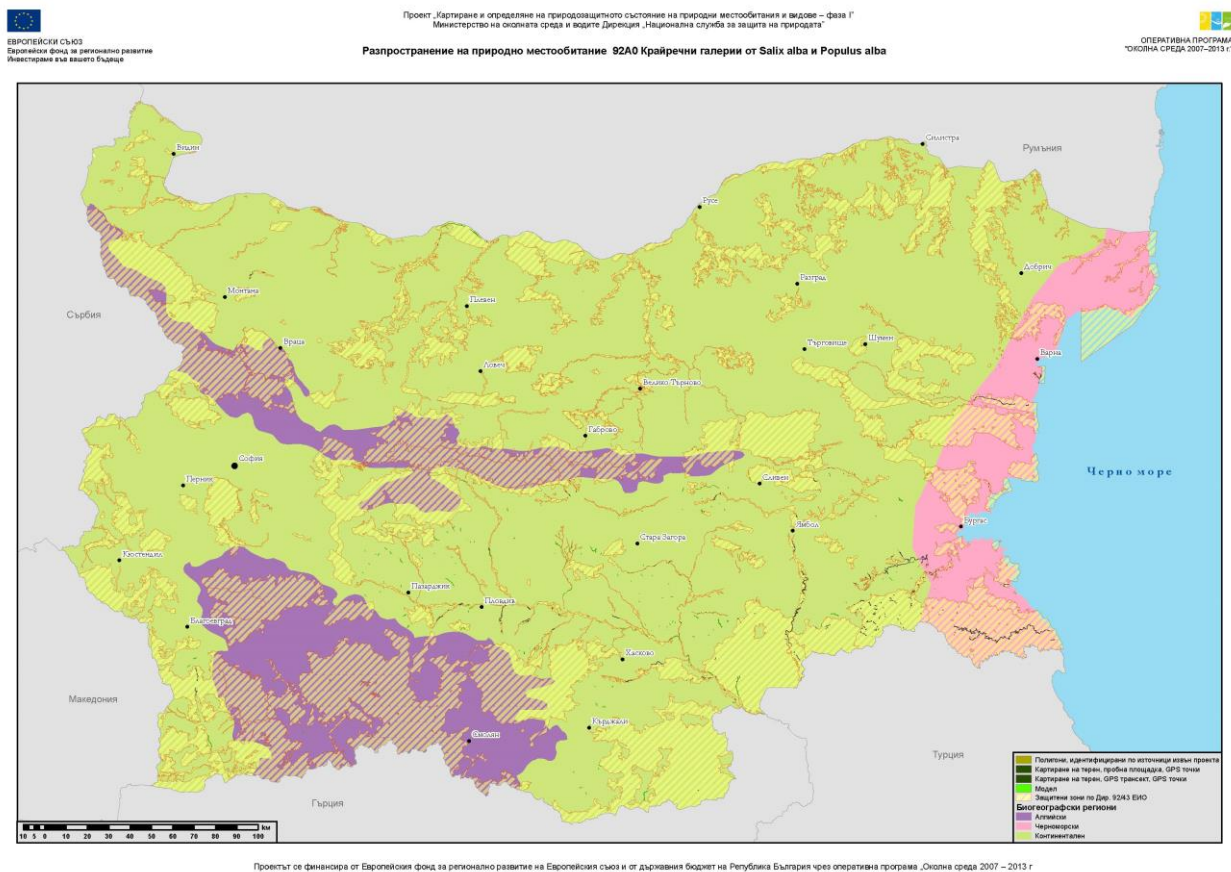 Проект „Картиране и определяне на природозащитното състояние на природни местообитания и видове – фаза I“
Министерство на околната среда и водите Дирекция „Национална служба за защита на природата“
ЕВРОПЕЙСКИ СЪЮЗ
Европейски фонд за регионално развитие
Инвестираме във вашето бъдеще
Разпространение на природно местообитание 92A0 Крайречни галерии от Salix alba и Populus alba
ОПЕРАТИВНА ПРОГРАМА
"ОКОЛНА СРЕДА 2007–2013 г."
Силистра
Румъния
Видин
Русе
Добрич
Разград
Монтана
Плевен
Сърбия
Шумен
Търговище
Враца
Варна
Ловеч
Велико Търново
Габрово
София
Черно море
Перник
Сливен
Бургас
Ямбол
Стара Загора
Кюстендил
Пазарджик
Пловдив
Благоевград
Хасково
Македония
Кърджали
Смолян
Турция
Гърция
Полигони, идентифицирани по източници извън проекта
Картиране на терен, пробна площадка, GPS точки
Картиране на терен, GPS трансект, GPS точки
Модел
Защитени зони по Дир. 92/43 ЕИО
Биогеографски региони
Алпийски
Черноморски
Континентален
км
10 5 0 10 20 30 40 50 60 70 80 90 100
Проектът се финансира от Европейския фонд за регионално развитие на Европейския съюз и от държавния бюджет на Република България чрез оперативна програма „Околна среда 2007 – 2013 г